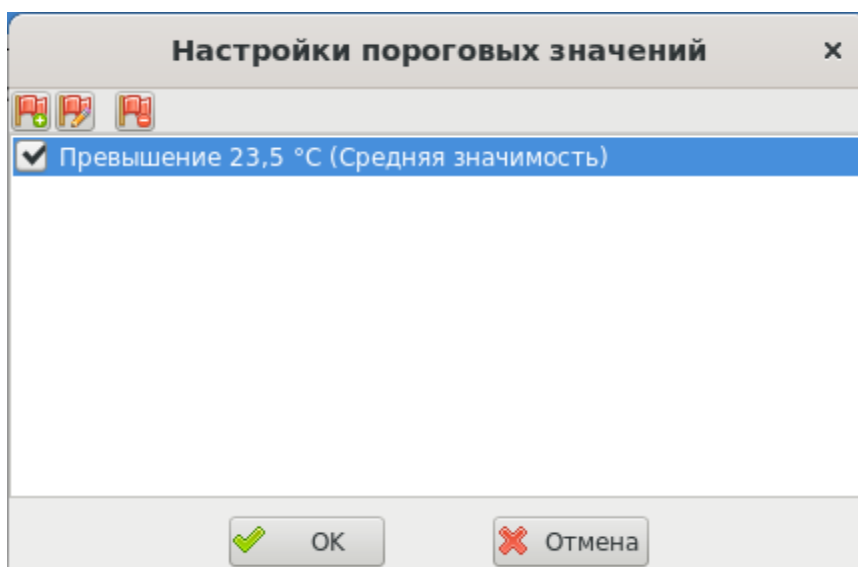 Настройки пороговых значений
Превышение 23,5 °C (Средняя значимость)
OK
Отмена